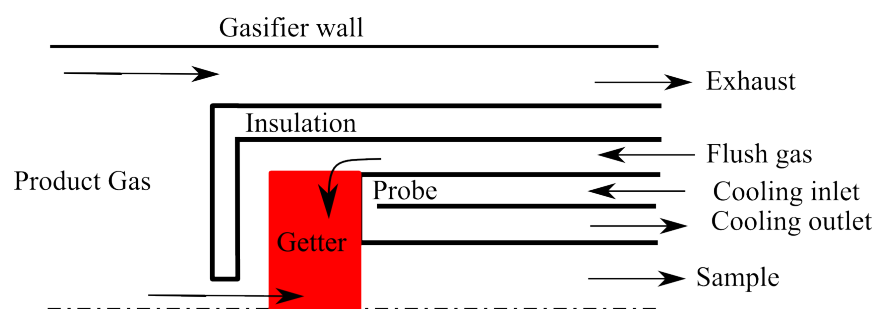 Gasifier wall
Exhaust
Insulation
Flush gas
Product Gas
Probe
Cooling inlet
Cooling outlet
Getter
Sample